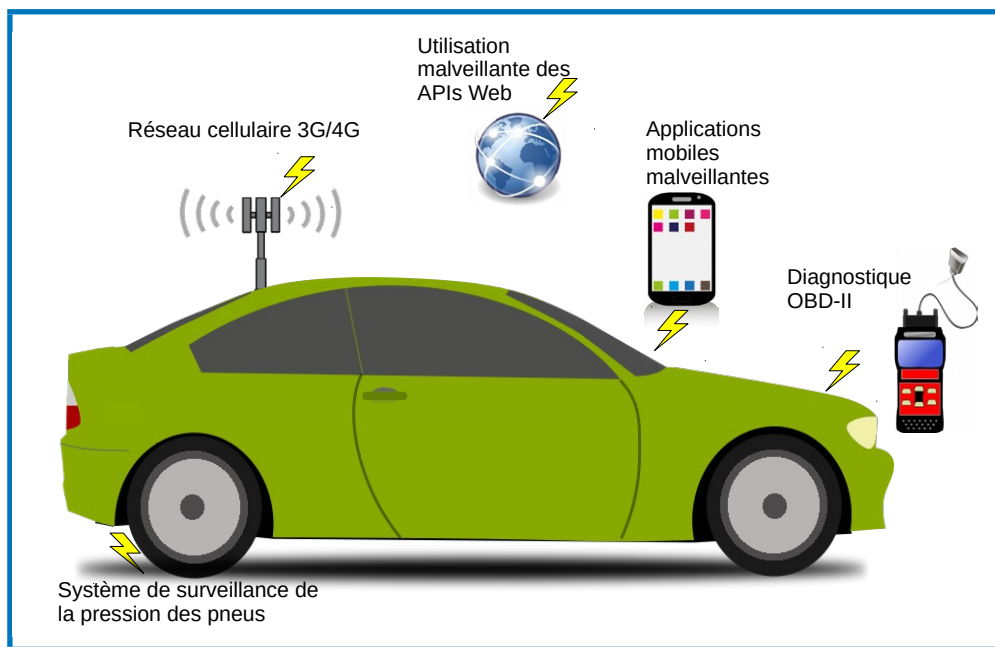 Utilisation
malveillante des
APIs Web
Réseau cellulaire 3G/4G
Applications
mobiles
malveillantes
Diagnostique
OBD-II
Système de surveillance de
la pression des pneus